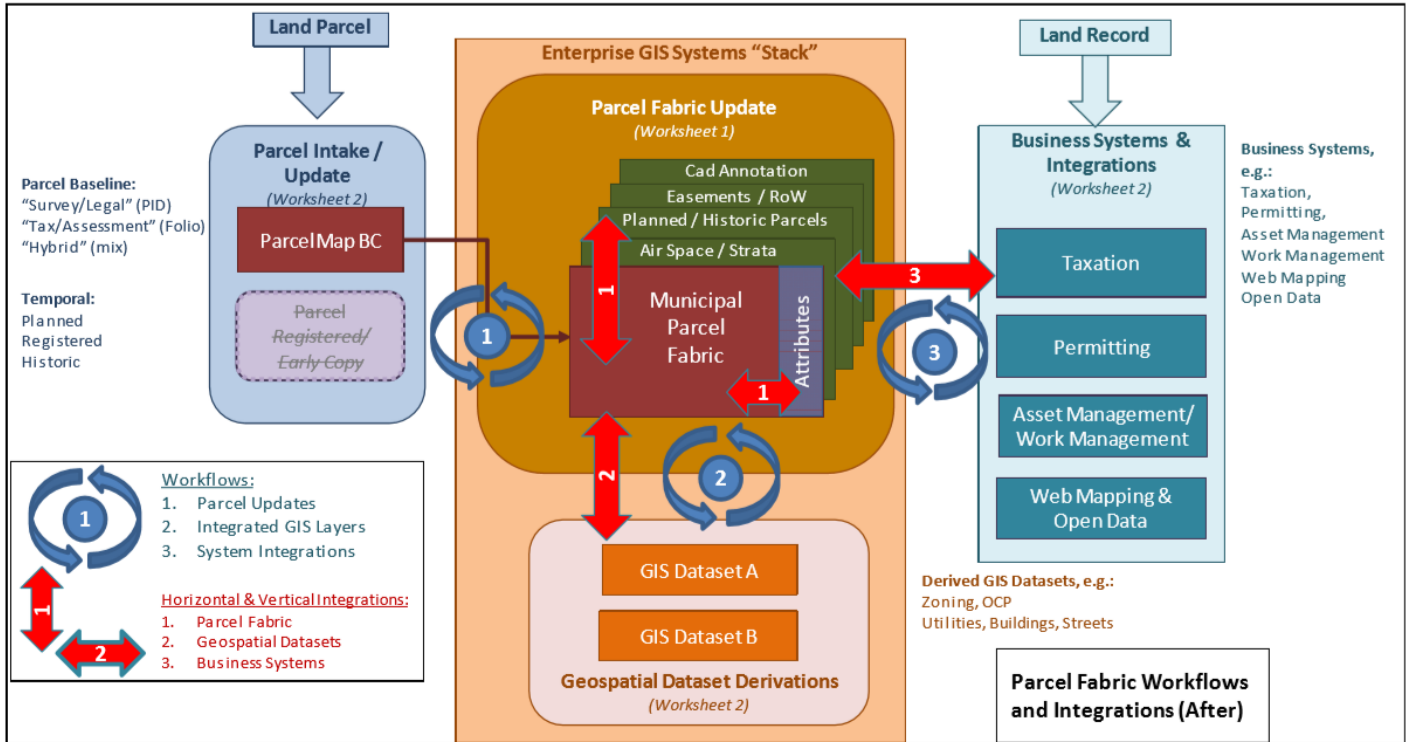 Land Parcel
Enterprise GIS Systems “Stack”
Land Record
Parcel Intake /
Update
(Worksheet 2)
Parcel Baseline:
“Survey/Legal” (PID)
“Tax/Assessment” (Folio)
“Hybrid” (mix)
Temporal:
Planned
Registered
Historic
ParcelMap BC
Parcel
Registered/
Early Copy
1
Parcel Fabric Update
(Worksheet 1)
Cad Annotation
Easements / RoW
Planned / Historic Parcels
Air Space / Strata
Municipal
Parcel
Fabric
Attributes
1
1
2
2
3
3
Business Systems &
Integrations
(Worksheet 2)
Taxation
Permitting
Asset Management/
Work Management
Web Mapping &
Open Data
Business Systems,
e.g.:
Taxation,
Permitting,
Asset Management
Work Management
Web Mapping
Open Data
GIS Dataset A
GIS Dataset B
Geospatial Dataset Derivations
(Worksheet 2)
Derived GIS Datasets, e.g.:
Zoning, OCP
Utilities, Buildings, Streets
1
Workflows:
1. Parcel Updates
2. Integrated GIS Layers
3. System Integrations
1
2
Horizontal & Vertical Integrations:
1. Parcel Fabric
2. Geospatial Datasets
3. Business Systems
Parcel Fabric Workflows
and Integrations (After)